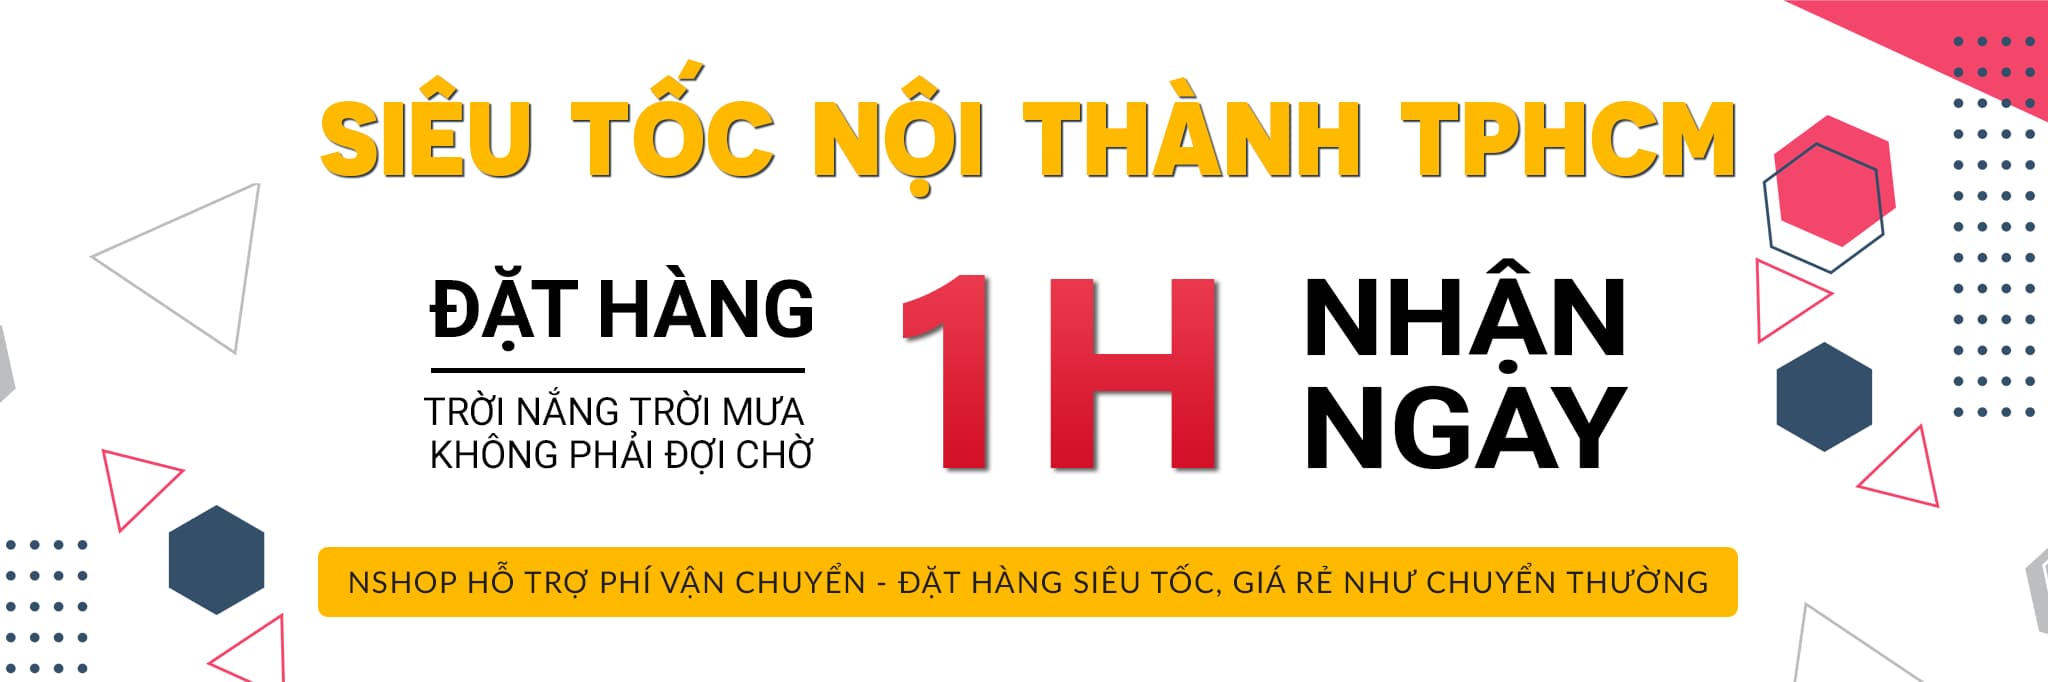 SIÊU TỐC NỘI THÀNH TPHCM
ĐẶT HÀNG
TRỜI NẮNG TRỜI MƯA
KHÔNG PHẢI ĐỢI CHỜ
1H
NHẬN
NGAY
NSHOP HỖ TRỢ PHÍ VẬN CHUYỂN - ĐẶT HÀNG SIÊU TỐC, GIÁ RẺ NHƯ CHUYỂN THƯỜNG